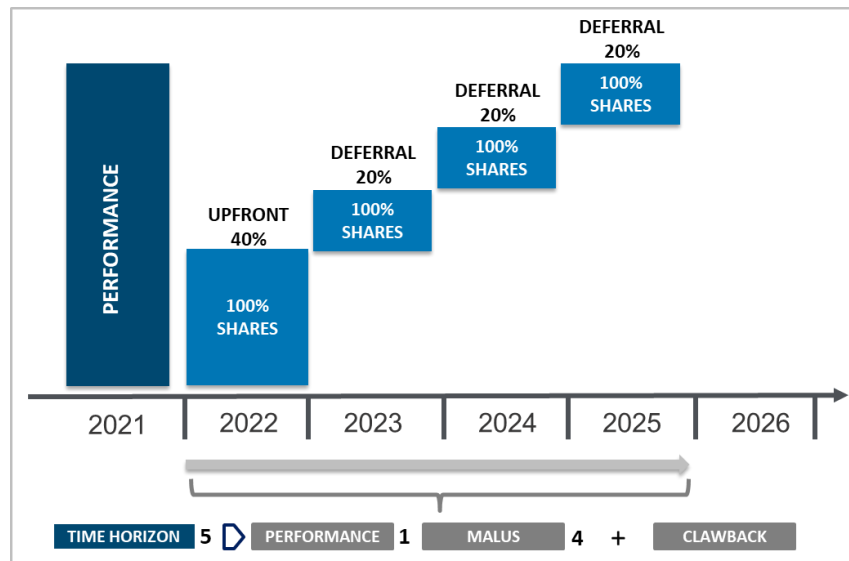 DEFERRAL
20%
100%
SHARES
DEFERRAL
20%
100%
SHARES
DEFERRAL
20%
100%
SHARES
UPFRONT
40%
100%
SHARES
PERFORMANCE
2021
2022
2023
2024
2025
2026
TIME HORIZON 5 PERFORMANCE 1 MALUS 4 + CLAWBACK